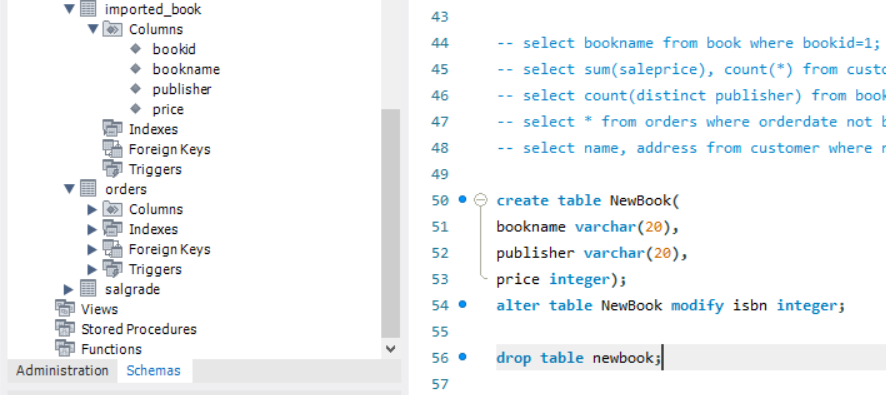 imported_book
Columns
bookid
bookname
publisher
price
Indexes
Foreign Keys
Triggers
orders
Columns
Indexes
Foreign Keys
Triggers
salgrade
Views
Stored Procedures
Functions
Administration Schemas
43
44 -- select bookname from book where bookid=1;
45 -- select sum(saleprice), count(*) from custo
46 -- select count(distinct publisher) from book
47 -- select * from orders where orderdate not b
48 -- select name, address from customer where n
49
50 create table NewBook(
51 bookname varchar(20),
52 publisher varchar(20),
53 price integer);
54 alter table NewBook modify isbn integer;
55
56 drop table newbook;
57